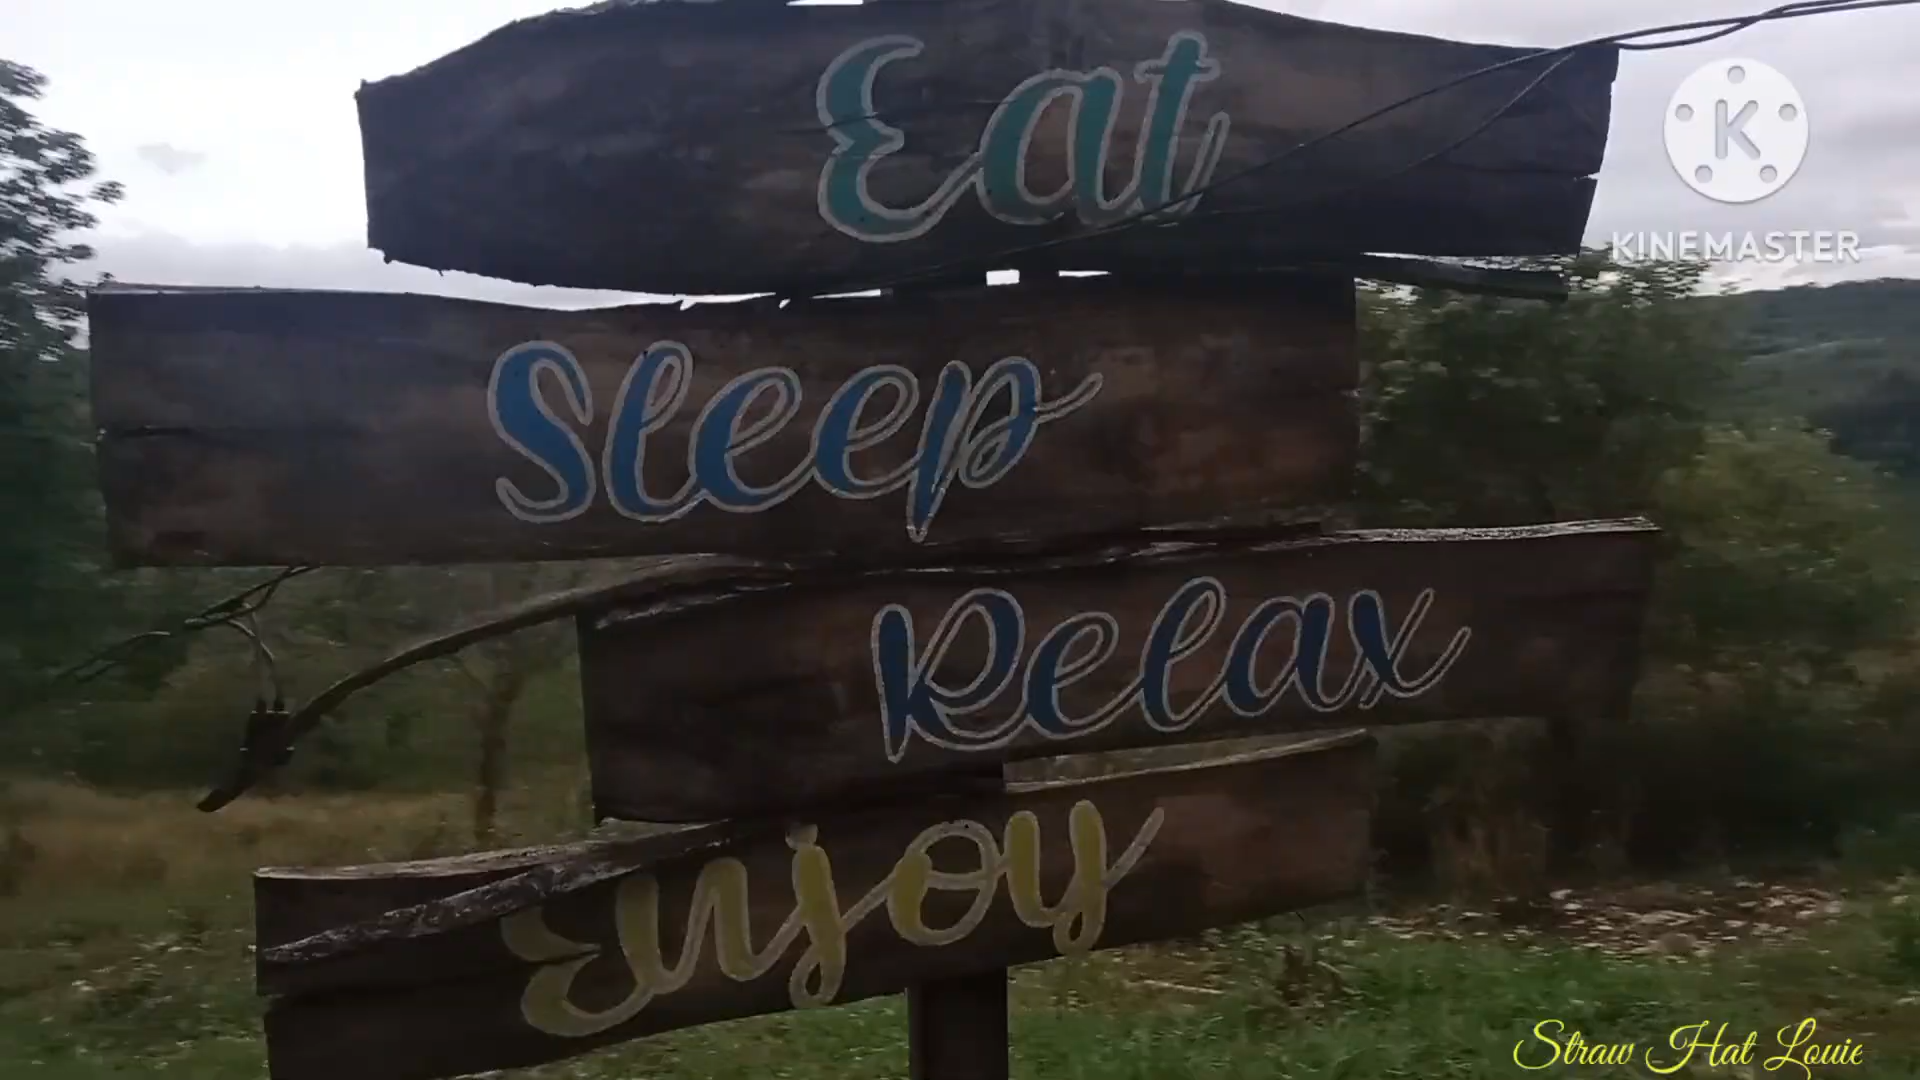 Eat
K
KINEMASTER
Sleep
Relax
Enjoy
Straw Hat Louie